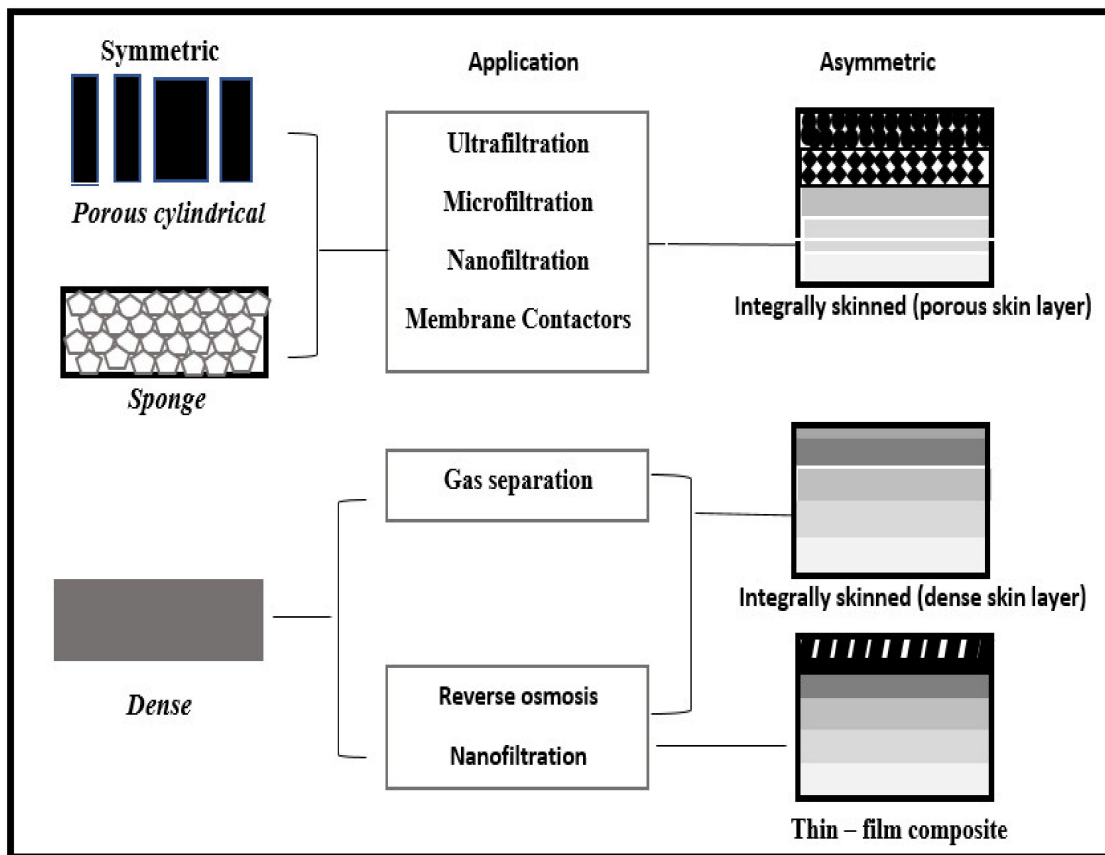 Symmetric
Application
Asymmetric
Porous cylindrical
Sponge
Ultrafiltration
Microfiltration
Nanofiltration
Membrane Contactors
Integrally skinned (porous skin layer)
Dense
Gas separation
Reverse osmosis
Nanofiltration
Integrally skinned (dense skin layer)
Thin – film composite